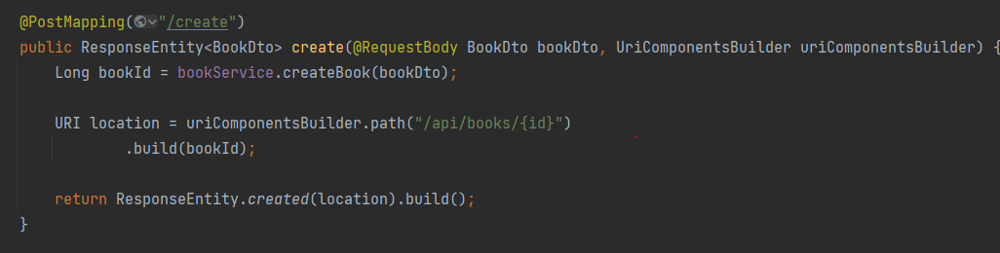 @PostMapping("/create")
public ResponseEntity<BookDto> create(@RequestBody BookDto bookDto, UriComponentsBuilder uriComponentsBuilder) {
    Long bookId = bookService.createBook(bookDto);
    URI location = uriComponentsBuilder.path("/api/books/{id}")
            .build(bookId);
    return ResponseEntity.created(location).build();
}